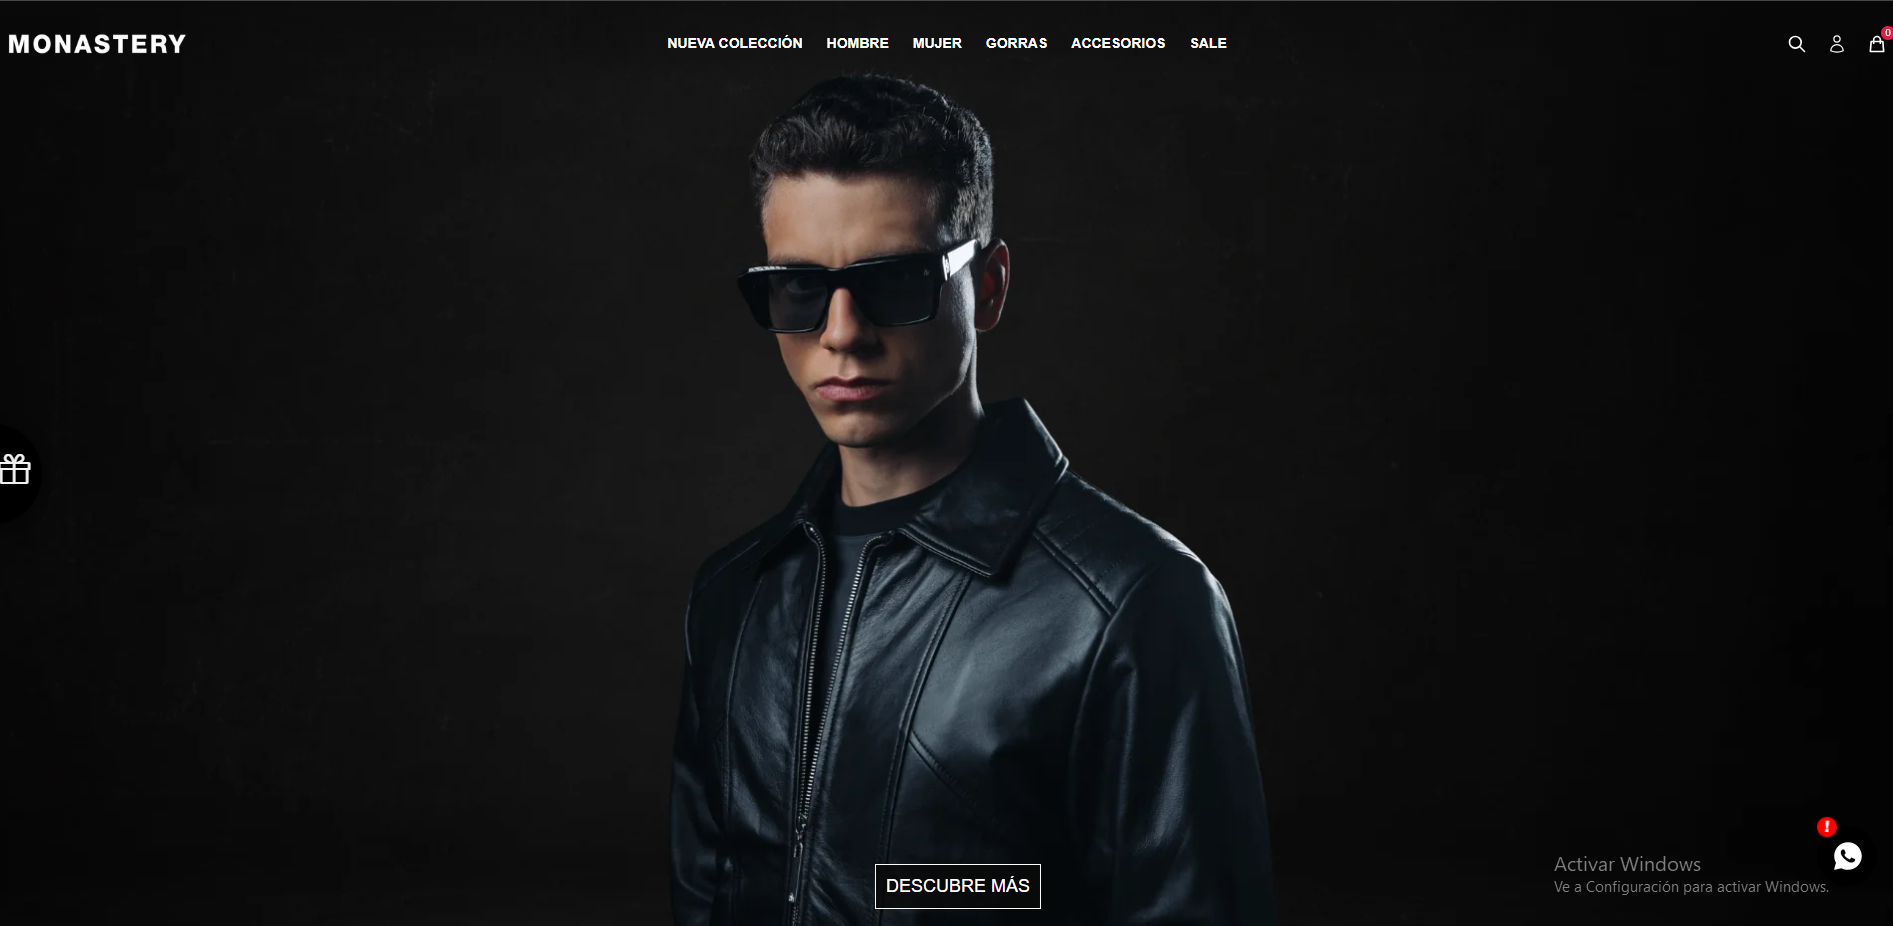 MONASTERY
NUEVA COLECCIÓN HOMBRE MUJER GORRAS ACCESORIOS SALE
0
!
Activar Windows
Ve a Configuración para activar Windows.
DESCUBRE MÁS